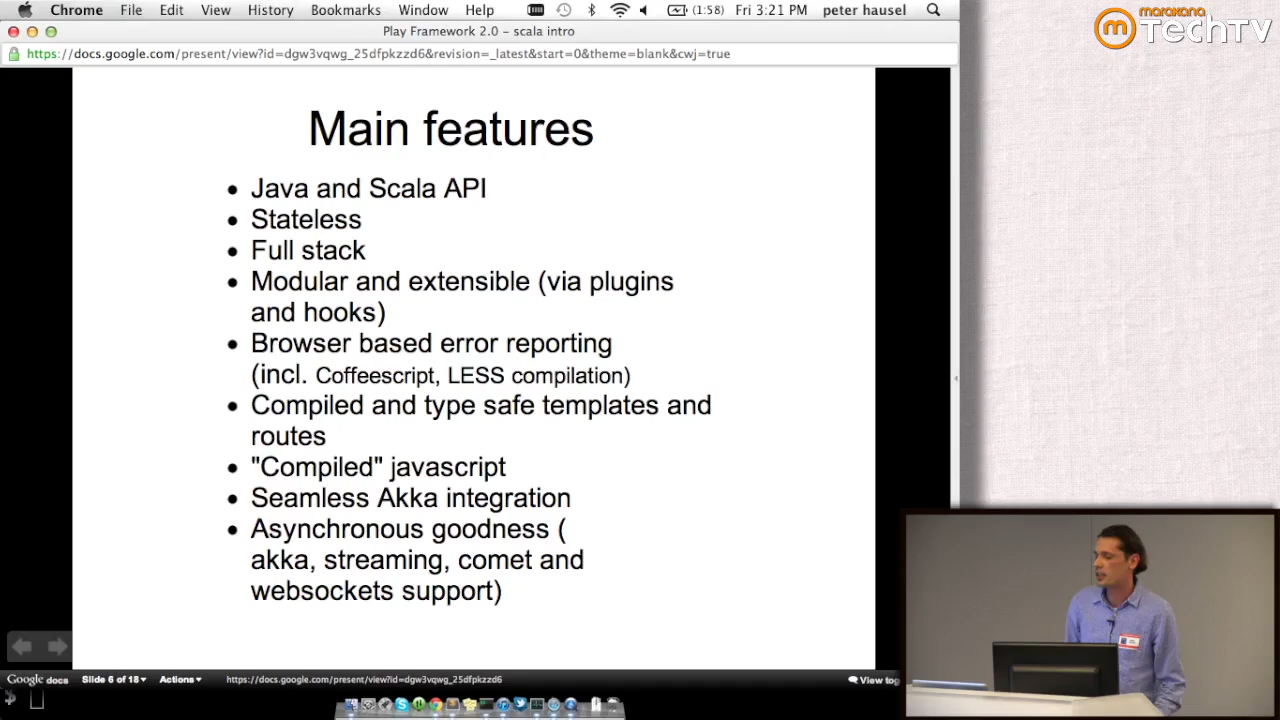 Chrome File Edit View History Bookmarks Window Help (1:58) Fri 3:21 PM peter hausel
marakana
TechTV
Play Framework 2.0 - scala intro
https://docs.google.com/present/view?id=dgw3vqwg_25dfpkzzd6&revision=_latest&start=0&theme=blank&cwj=true
Main features
• Java and Scala API
• Stateless
• Full stack
• Modular and extensible (via plugins
and hooks)
• Browser based error reporting
(incl. Coffeescript, LESS compilation)
• Compiled and type safe templates and
routes
• "Compiled" javascript
• Seamless Akka integration
• Asynchronous goodness (
akka, streaming, comet and
websockets support)
Google docs Slide 6 of 18 Actions https://docs.google.com/present/view?id=dgw3vqwg_25dfpkzzd6 View tog